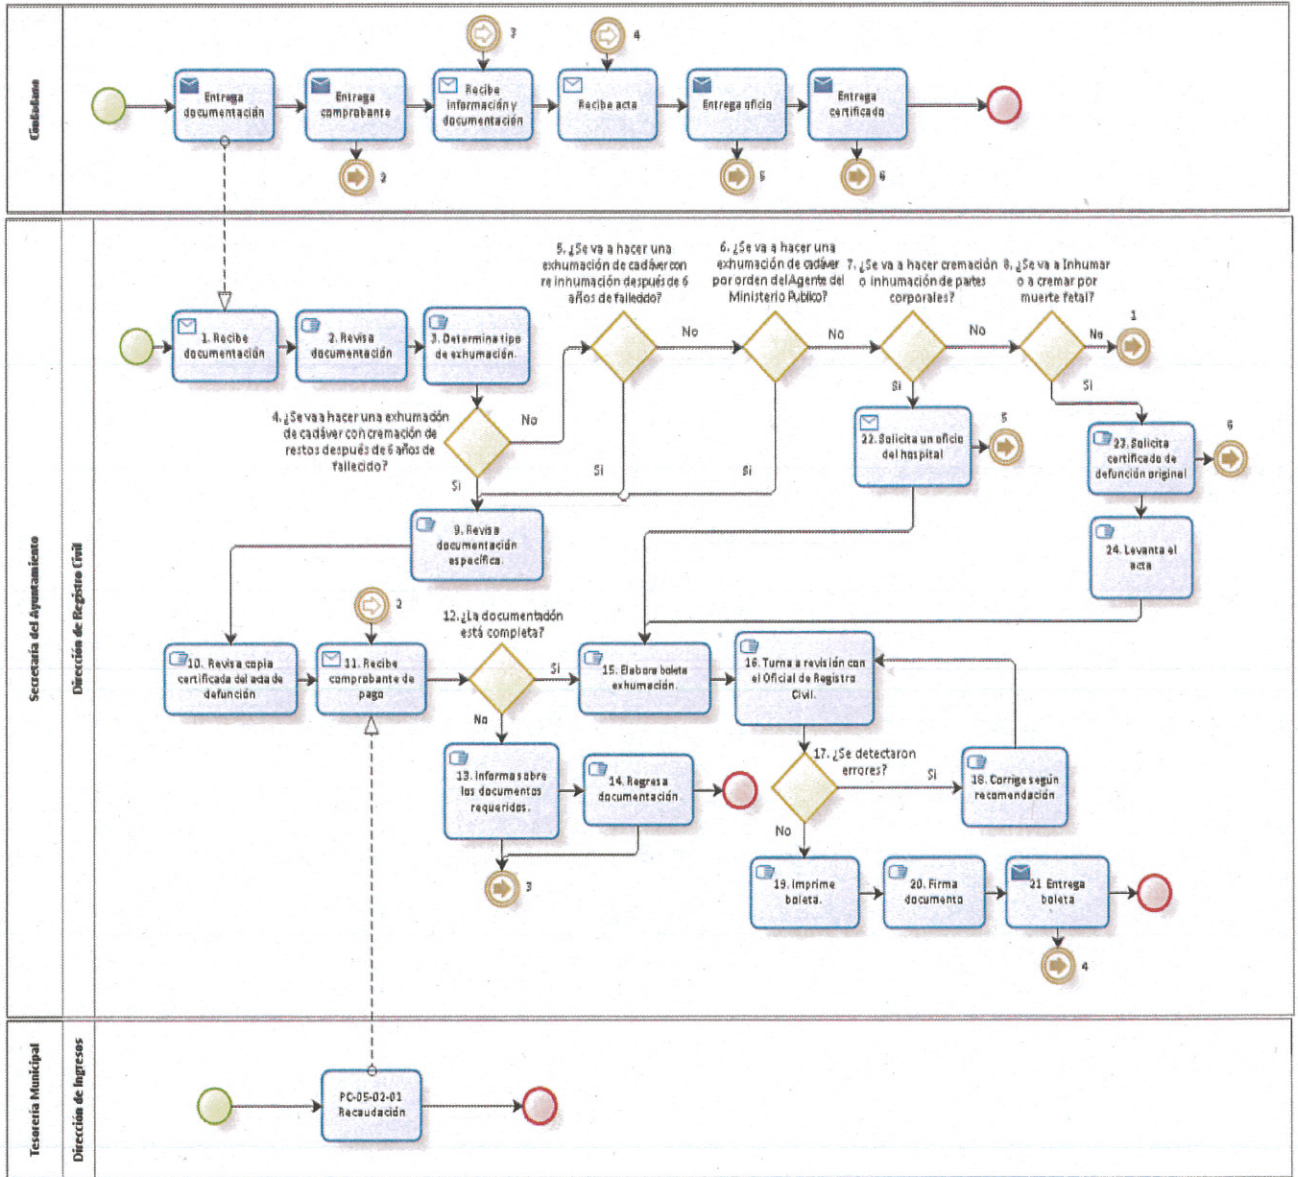 Ciudadano
Entrega
documentación
Entrega
comprobante
2
Recibe
información y
documentación
3
Recibe acta
4
Entrega oficio
5
Entrega
certificado
6
Secretaria del Ayuntamiento
Dirección de Registro Civil
1. Recibe
documentación
2. Revisa
documentación
3. Determina tipo
de exhumación.
4. ¿Se va a hacer una exhumación
de cadáver con cremación de
restos después de 6 años de
fallecido?
No
Si
5. ¿Se va a hacer una
exhumación de cadáver con
re inhumación después de 6
años de fallecido?
No
Si
6. ¿Se va a hacer una
exhumación de cadáver
por orden del Agente del
Ministerio Publico?
No
Si
7. ¿Se va a hacer cremación
o inhumación de partes
corporales?
No
Si
8. ¿Se va a Inhumar
o a cremar por
muerte fetal?
No
1
Si
22. Solicita un oficio
del hospital
5
23. Solicita
certificado de
defunción original
6
24. Levanta el
acta
9. Revisa
documentación
específica.
10. Revisa copia
certificada del acta de
defunción
2
11. Recibe
comprobante de
pago
12. ¿La documentación
está completa?
Si
No
13. Informa sobre
los documentos
requeridos.
14. Regresa
documentación.
3
15. Elabora boleta
exhumación.
16. Turna a revisión con
el Oficial de Registro
Civil.
17. ¿Se detectaron
errores?
Si
No
18. Corrige según
recomendación.
19. Imprime
boleta.
20. Firma
documento
21 Entrega
boleta
4
Tesorería Municipal
Dirección de Ingresos
PC-05-02-01
Recaudación